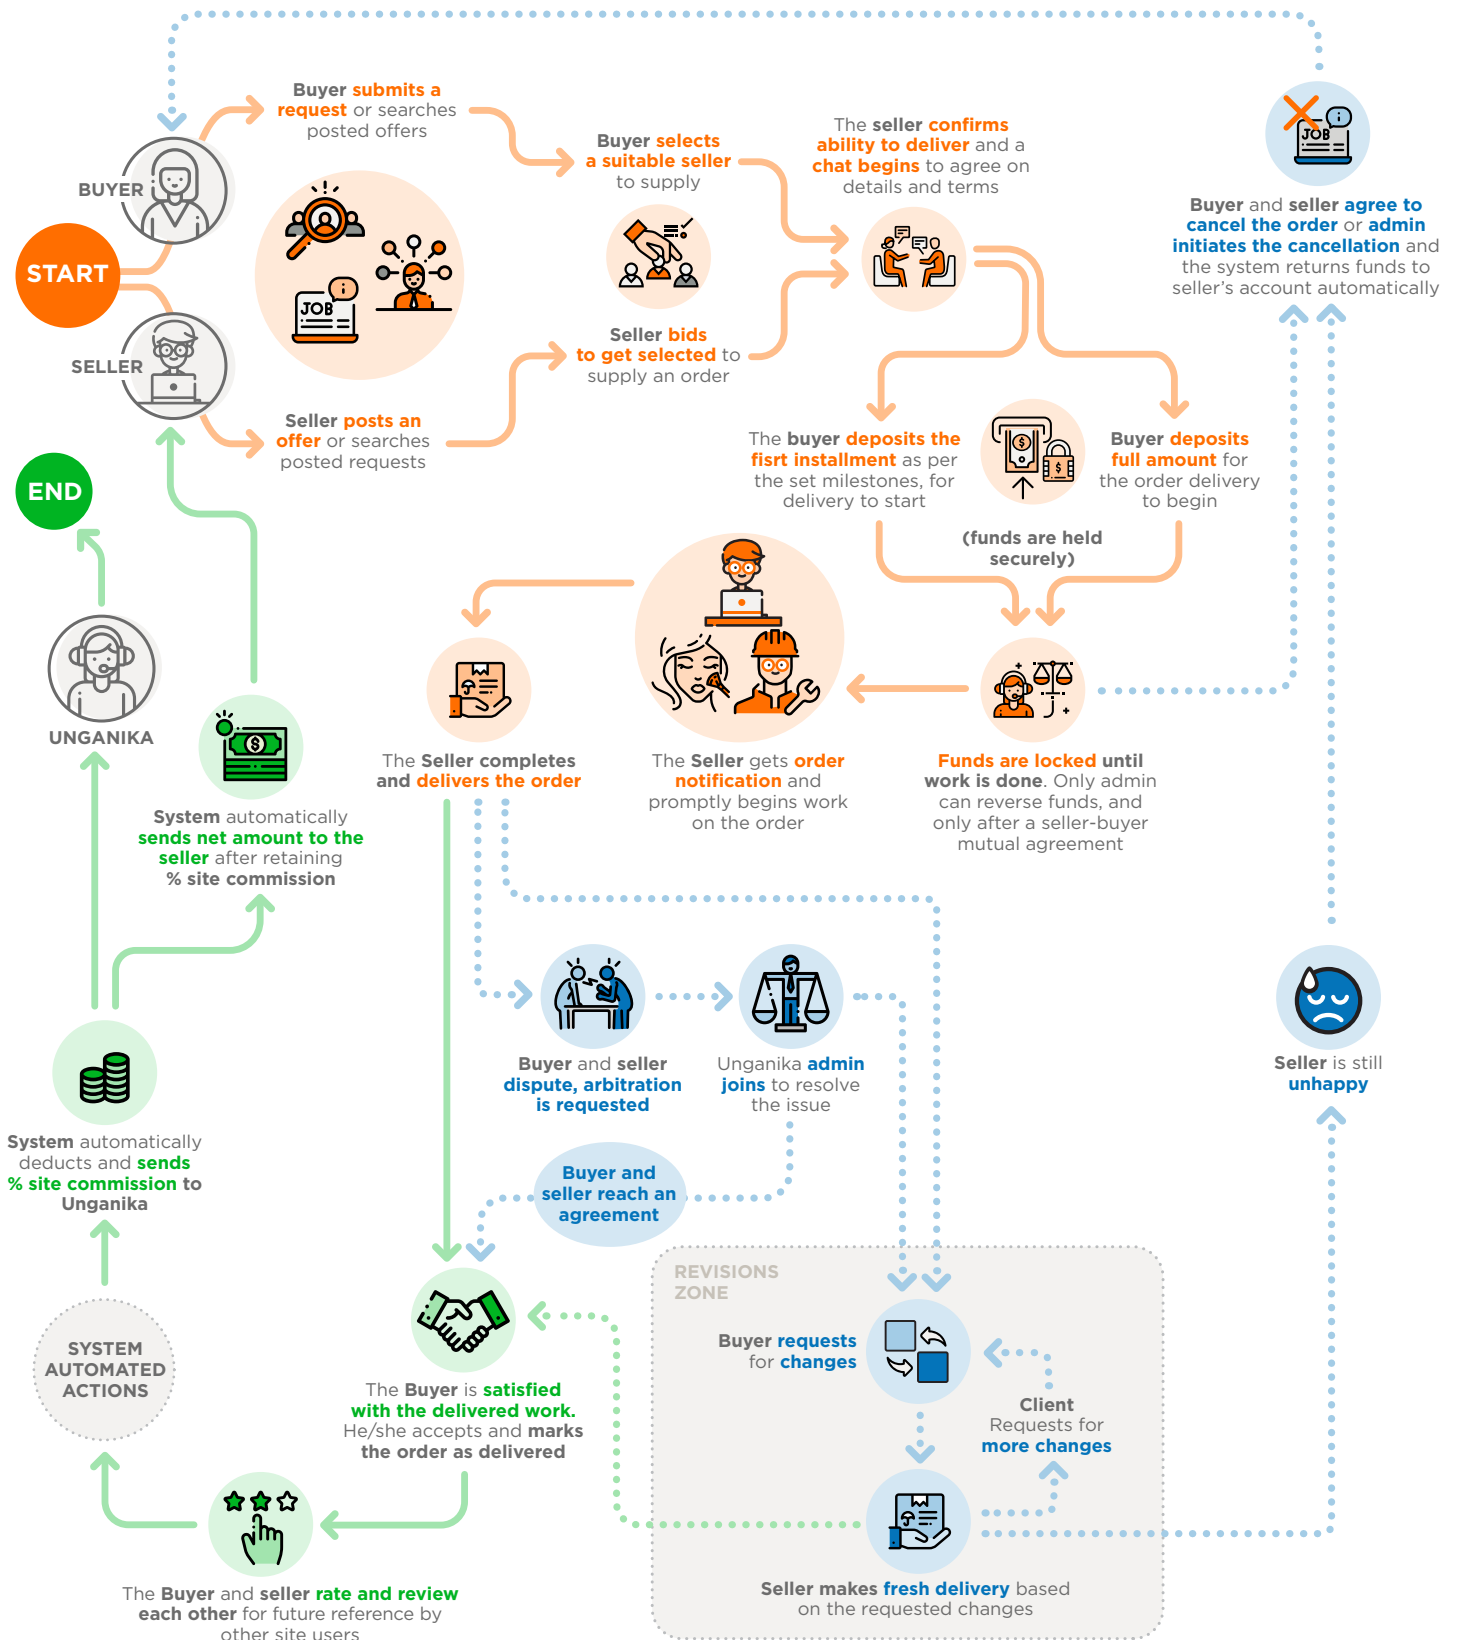 Buyer submits a
request or searches
posted offers
BUYER
START
SELLER
JOB
Seller posts an
offer or searches
posted requests
Buyer selects
a suitable seller
to supply
Seller bids
to get selected to
supply an order
The seller confirms
ability to deliver and a
chat begins to agree on
details and terms
JOB
Buyer and seller agree to
cancel the order or admin
initiates the cancellation and
the system returns funds to
seller's account automatically
The buyer deposits the
fisrt installment as per
the set milestones, for
delivery to start
Buyer deposits
full amount for
the order delivery
to begin
(funds are held
securely)
END
UNGANIKA
System automatically
sends net amount to the
seller after retaining
% site commission
The Seller completes
and delivers the order
The Seller gets order
notification and
promptly begins work
on the order
Funds are locked until
work is done. Only admin
can reverse funds, and
only after a seller-buyer
mutual agreement
Buyer and seller
dispute, arbitration
is requested
Unganika admin
joins to resolve
the issue
Seller is still
unhappy
System automatically
deducts and sends
% site commission to
Unganika
Buyer and
seller reach an
agreement
REVISIONS
ZONE
Buyer requests
for changes
Client
Requests for
more changes
Seller makes fresh delivery based
on the requested changes
SYSTEM
AUTOMATED
ACTIONS
The Buyer is satisfied
with the delivered work.
He/she accepts and marks
the order as delivered
The Buyer and seller rate and review
each other for future reference by
other site users